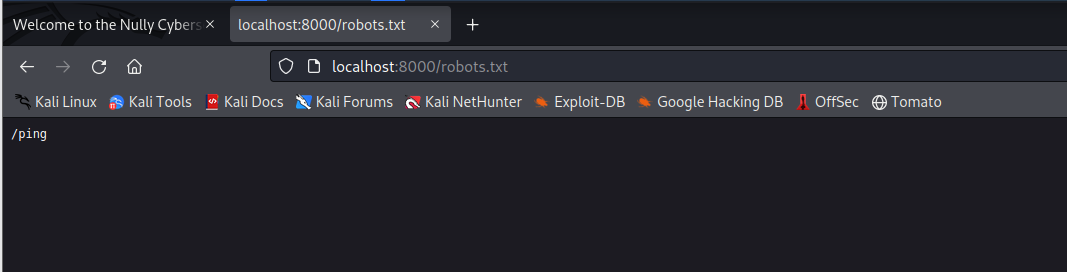 Welcome to the Nully Cybers
localhost:8000/robots.txt
localhost:8000/robots.txt
Kali Linux
Kali Tools
Kali Docs
Kali Forums
Kali NetHunter
Exploit-DB
Google Hacking DB
OffSec
Tomato
/ping